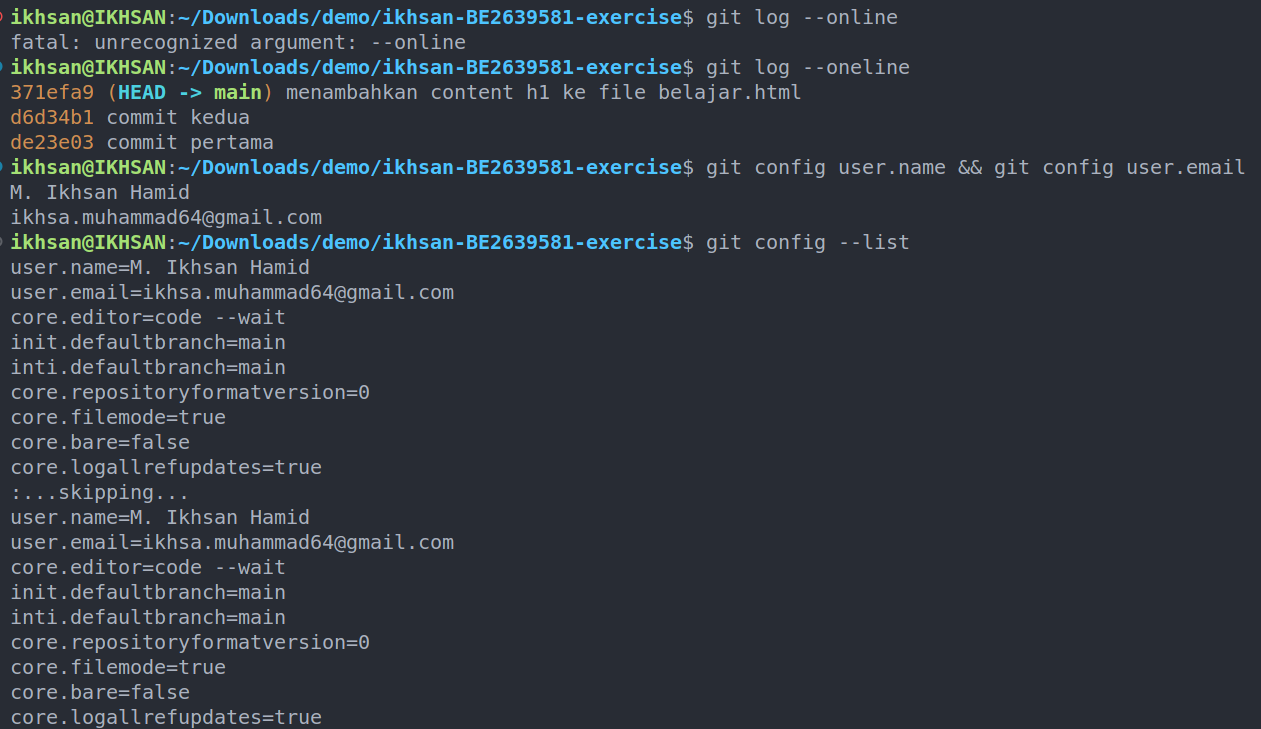 ikhsan@IKHSAN:~/Downloads/demo/ikhsan-BE2639581-exercise$ git log --online
fatal: unrecognized argument: --online
ikhsan@IKHSAN:~/Downloads/demo/ikhsan-BE2639581-exercise$ git log --oneline
371efa9 (HEAD -> main) menambahkan content h1 ke file belajar.html
d6d34b1 commit kedua
de23e03 commit pertama
ikhsan@IKHSAN:~/Downloads/demo/ikhsan-BE2639581-exercise$ git config user.name && git config user.email
M. Ikhsan Hamid
ikhsa.muhammad64@gmail.com
ikhsan@IKHSAN:~/Downloads/demo/ikhsan-BE2639581-exercise$ git config --list
user.name=M. Ikhsan Hamid
user.email=ikhsa.muhammad64@gmail.com
core.editor=code --wait
init.defaultbranch=main
inti.defaultbranch=main
core.repositoryformatversion=0
core.filemode=true
core.bare=false
core.logallrefupdates=true
:...skipping...
user.name=M. Ikhsan Hamid
user.email=ikhsa.muhammad64@gmail.com
core.editor=code --wait
init.defaultbranch=main
inti.defaultbranch=main
core.repositoryformatversion=0
core.filemode=true
core.bare=false
core.logallrefupdates=true